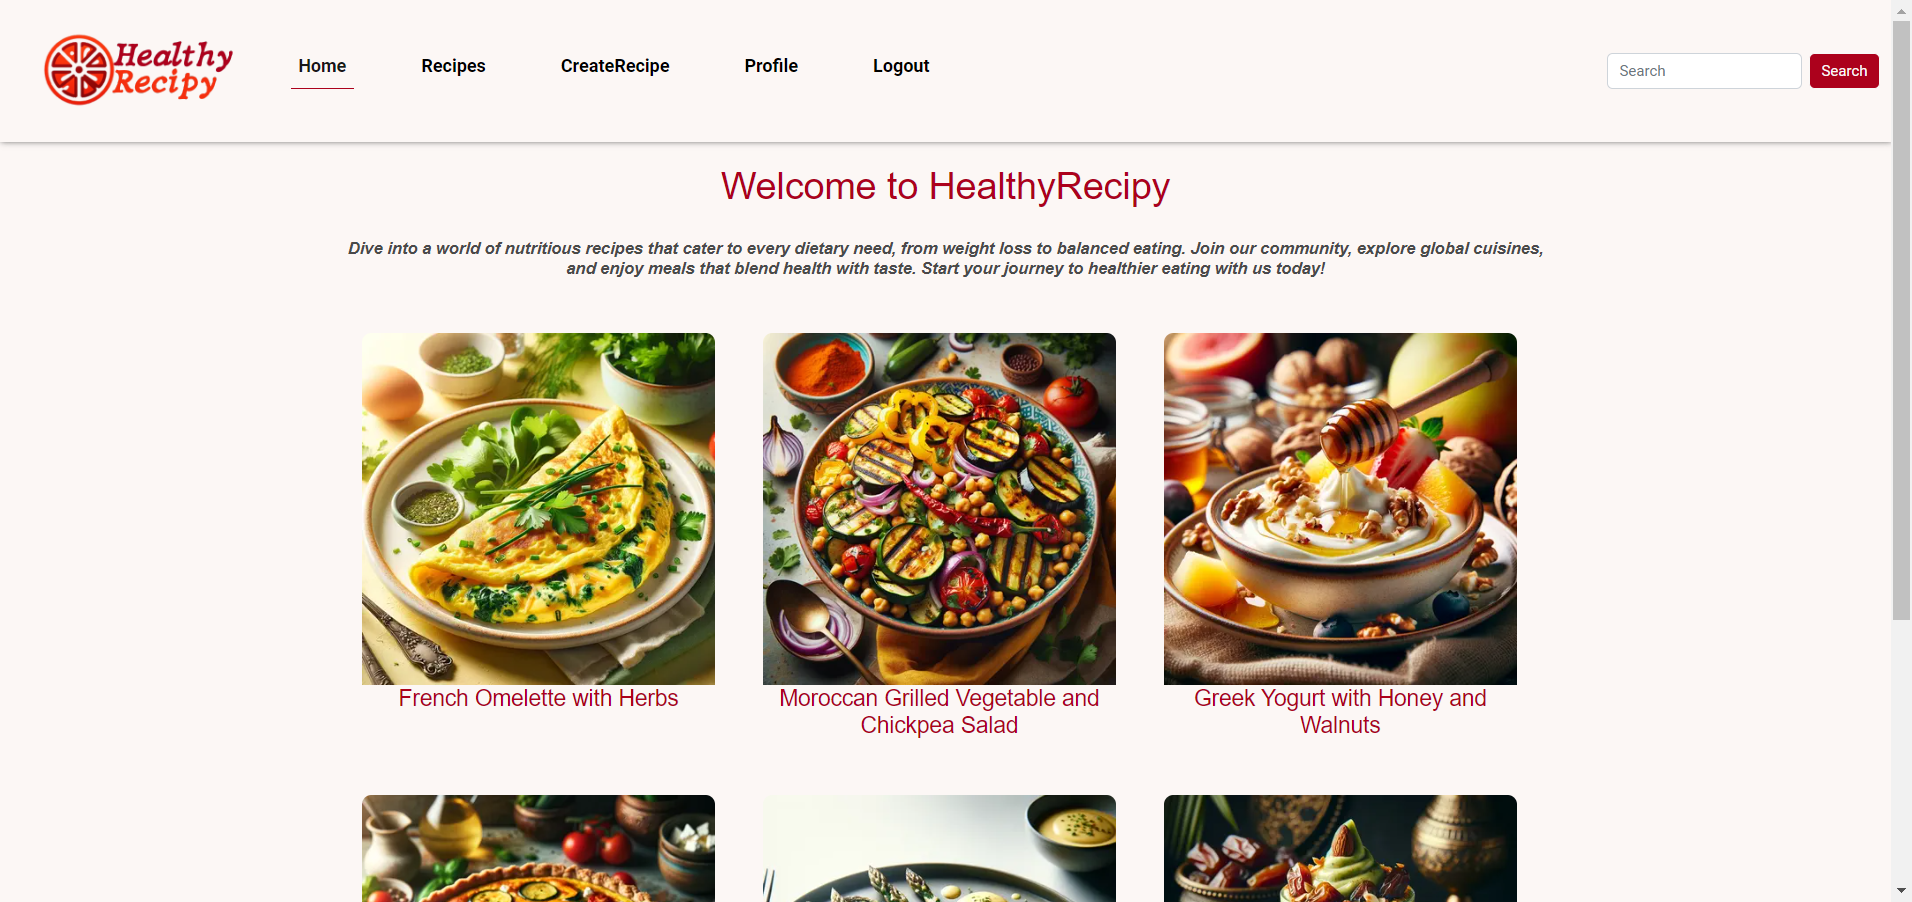 Healthy
Recipy
Home
Recipes
CreateRecipe
Profile
Logout
Search
Search
Welcome to HealthyRecipy
Dive into a world of nutritious recipes that cater to every dietary need, from weight loss to balanced eating. Join our community, explore global cuisines,
and enjoy meals that blend health with taste. Start your journey to healthier eating with us today!
French Omelette with Herbs
Moroccan Grilled Vegetable and
Chickpea Salad
Greek Yogurt with Honey and
Walnuts